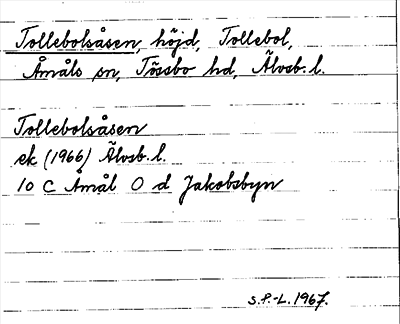 Tollebolsåsen, höjd, Tollebol,
Åmåls sn, Tössbo hd, Älvsb. l.
Tollebolsåsen
ek (1966) Älvsb. l.
10 C Åmål O d Jakobsbyn
S.P.-L. 1967.